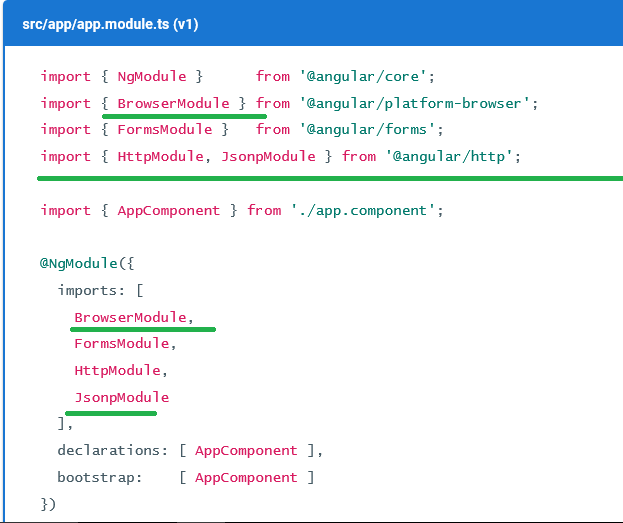 src/app/app.module.ts (v1)
import { NgModule }      from '@angular/core';
import { BrowserModule } from '@angular/platform-browser';
import { FormsModule }   from '@angular/forms';
import { HttpModule, JsonpModule } from '@angular/http';
import { AppComponent } from './app.component';
@NgModule({
  imports: [
    BrowserModule,
    FormsModule,
    HttpModule,
    JsonpModule
  ],
  declarations: [ AppComponent ],
  bootstrap:    [ AppComponent ]
})